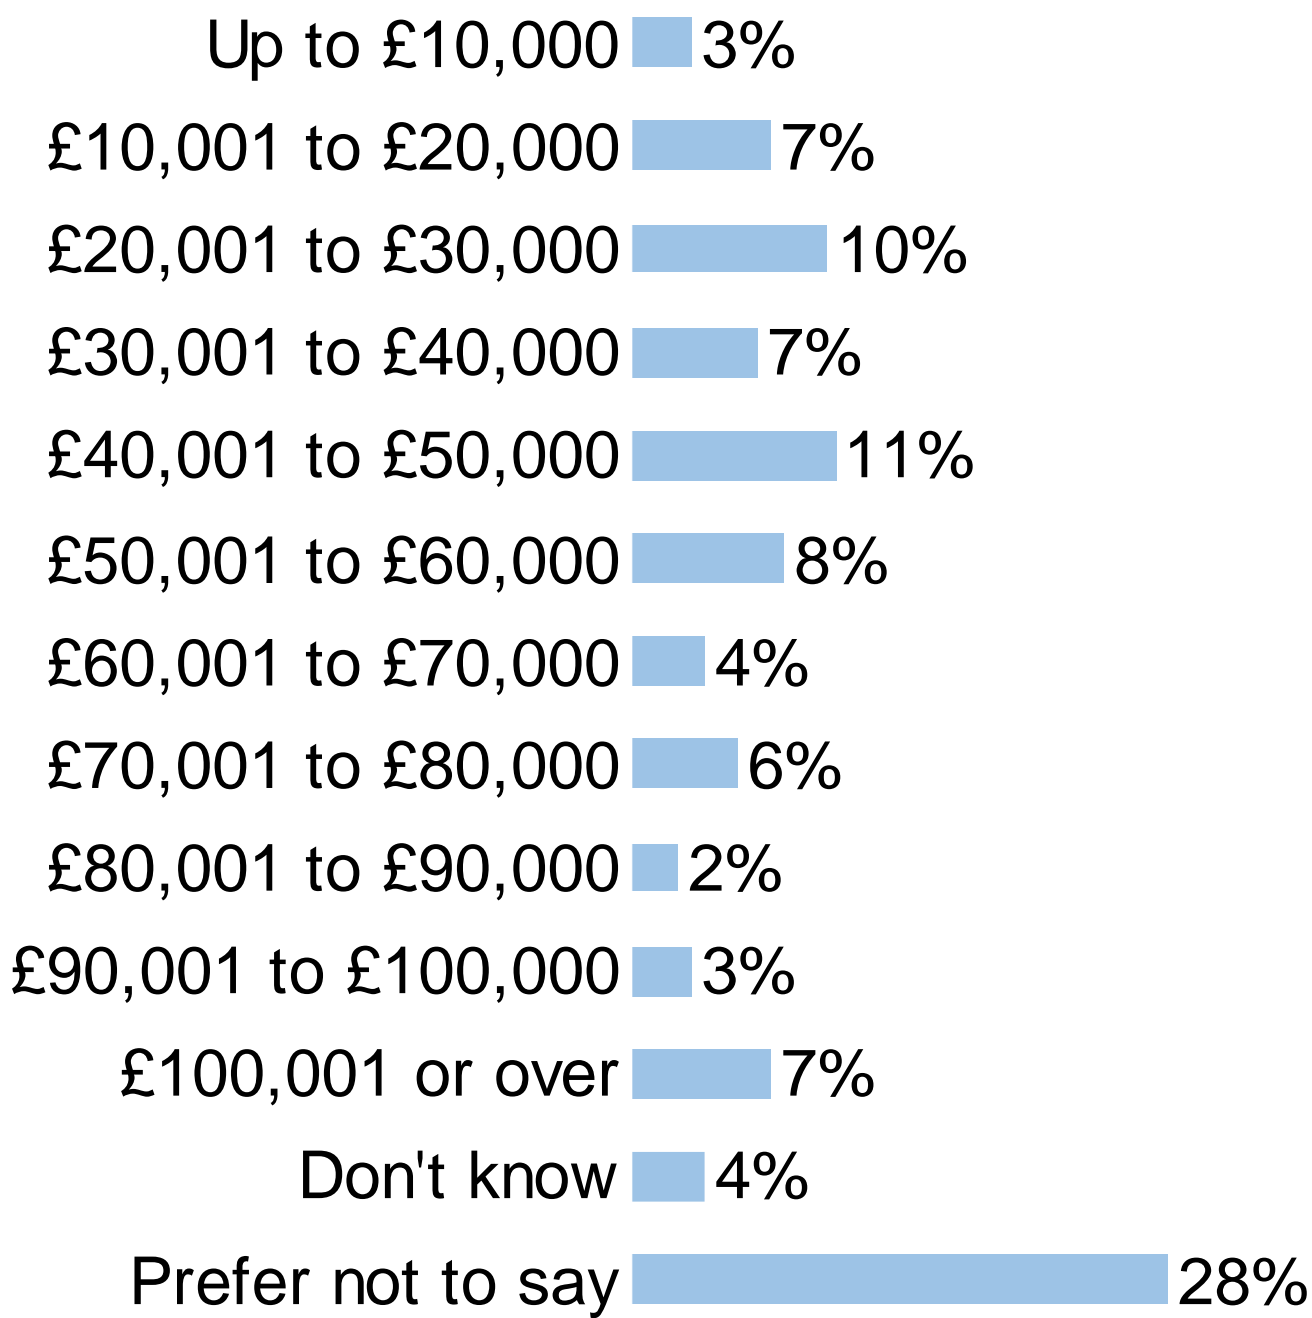 Up to £10,000 3%
£10,001 to £20,000 7%
£20,001 to £30,000 10%
£30,001 to £40,000 7%
£40,001 to £50,000 11%
£50,001 to £60,000 8%
£60,001 to £70,000 4%
£70,001 to £80,000 6%
£80,001 to £90,000 2%
£90,001 to £100,000 3%
£100,001 or over 7%
Don't know 4%
Prefer not to say 28%